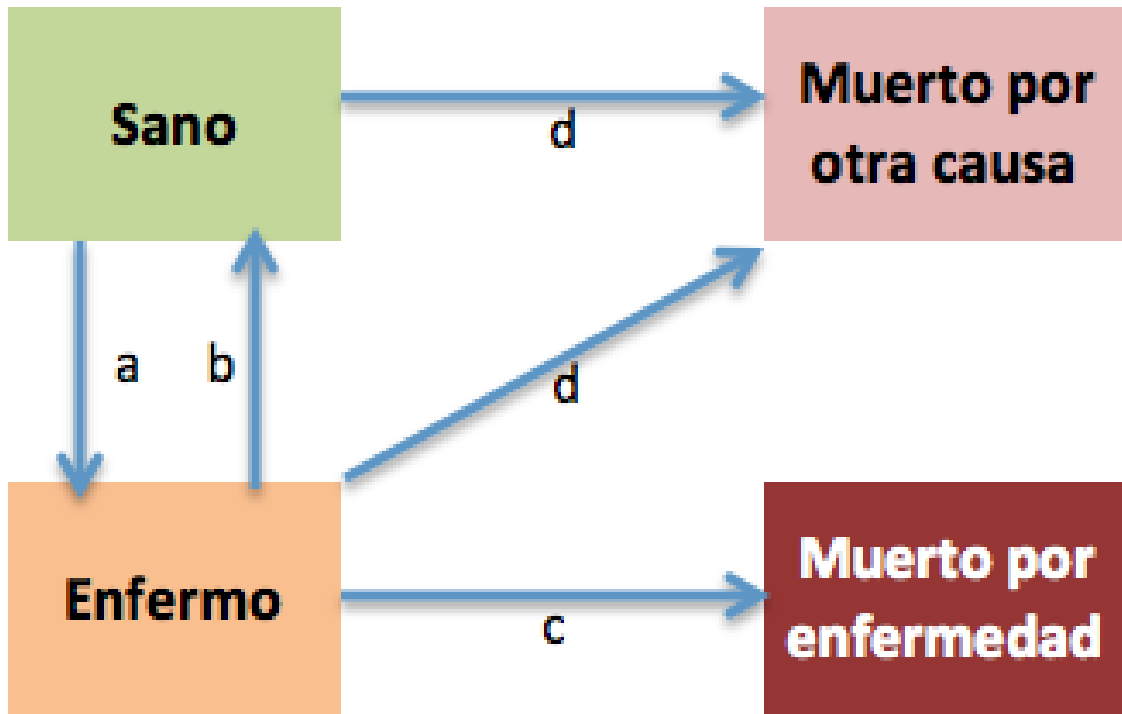 Sano
d
Muerto por
otra causa
a
b
d
Enfermo
c
Muerto por
enfermedad